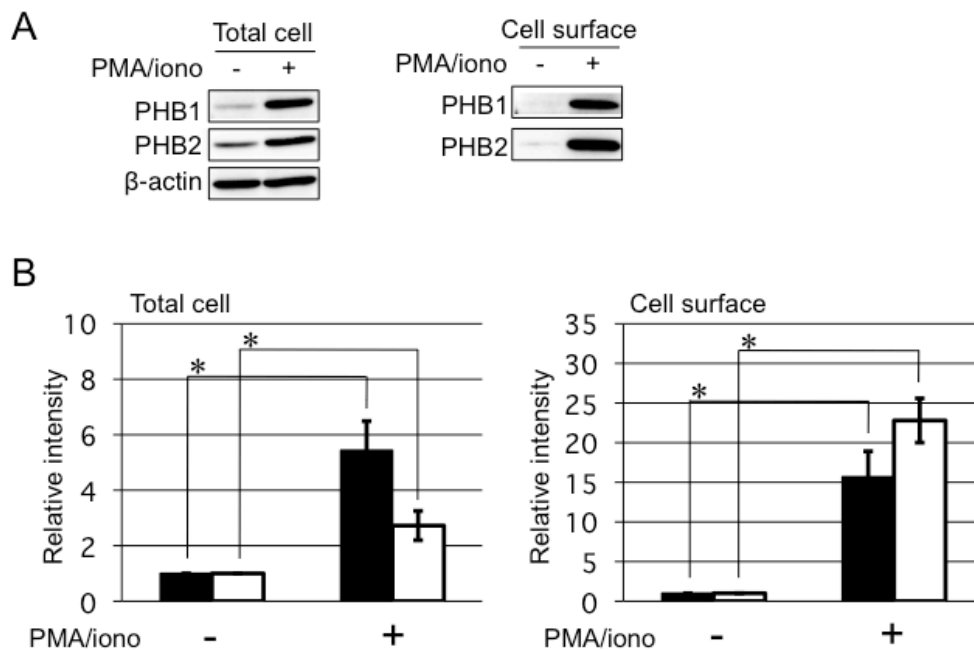 A
Total cell
PMA/iono - +
PHB1
PHB2
β-actin
Cell surface
PMA/iono - +
PHB1
PHB2
B
Total cell
Relative intensity
10
8
6
4
2
0
*
*
PMA/iono - +
Cell surface
Relative intensity
35
30
25
20
15
10
5
0
*
*
PMA/iono - +